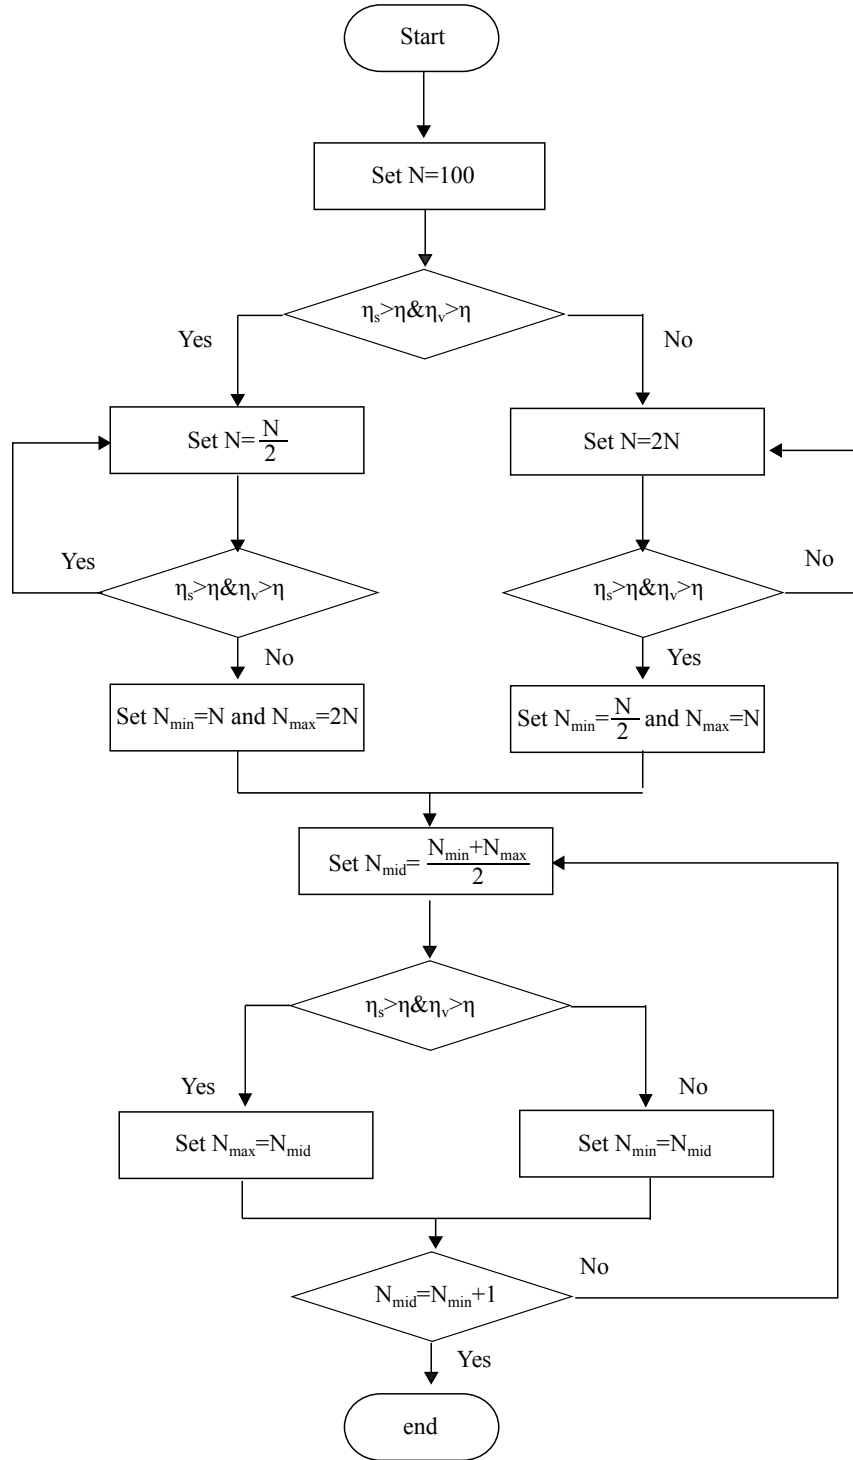 Start
Set N=100
ηs>η&ηv>η
Yes
No
Set N=N/2
Set N=2N
Yes
ηs>η&ηv>η
No
ηs>η&ηv>η
No
Yes
Set Nmin=N and Nmax=2N
Set Nmin=N/2 and Nmax=N
Set Nmid=Nmin+Nmax/2
ηs>η&ηv>η
Yes
No
Set Nmax=Nmid
Set Nmin=Nmid
Nmid=Nmin+1
No
Yes
end